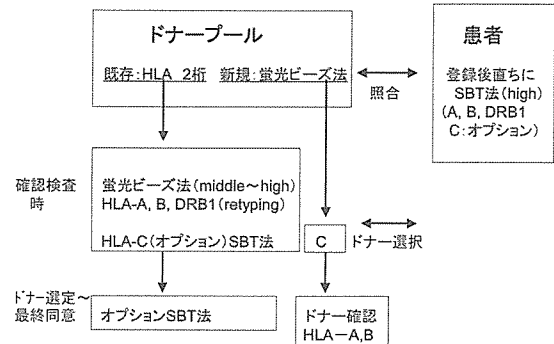 ドナープール
既存:HLA 2桁 新規:蛍光ビーズ法
照合
患者
登録後直ちに
SBT法(high)
(A, B, DRB1
C:オプション)
確認検査
時
蛍光ビーズ法(middle~high)
HLA-A, B, DRB1(retyping)
HLA-C(オプション)SBT法
C
ドナー選択
ドナー選定~
最終同意
オプションSBT法
ドナー確認
HLA-A,B